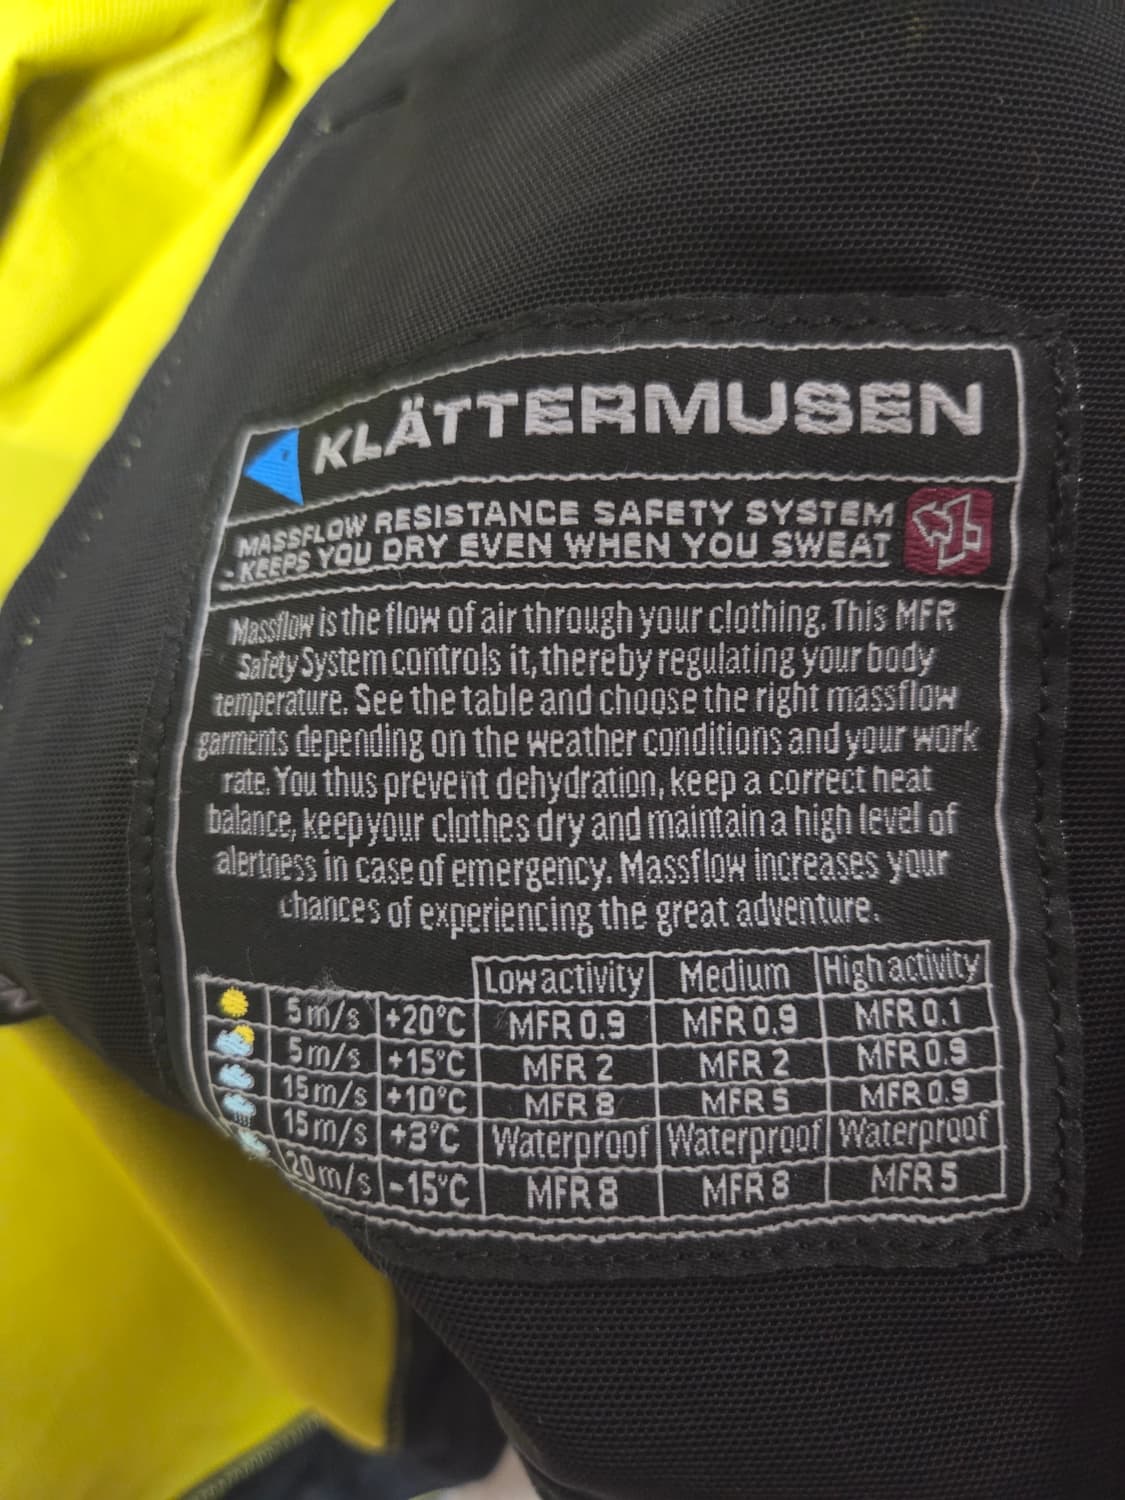 KLÄTTERMUSEN
MASSFLOW RESISTANCE SAFETY SYSTEM
- KEEPS YOU DRY EVEN WHEN YOU SWEAT
Massflow is the flow of air through your clothing. This MFR
Safety System controls it, thereby regulating your body
temperature. See the table and choose the right massflow
garments depending on the weather conditions and your work
rate. You thus prevent dehydration, keep a correct heat
balance, keep your clothes dry and maintain a high level of
alertness in case of emergency. Massflow increases your
chances of experiencing the great adventure.
Low activity Medium High activity
5 m/s +20°C MFR 0.9 MFR 0.9 MFR 0.1
5 m/s +15°C MFR 2 MFR 2 MFR 0.9
15 m/s +10°C MFR 8 MFR 5 MFR 0.9
15 m/s +3°C Waterproof Waterproof Waterproof
20 m/s -15°C MFR 8 MFR 8 MFR 5